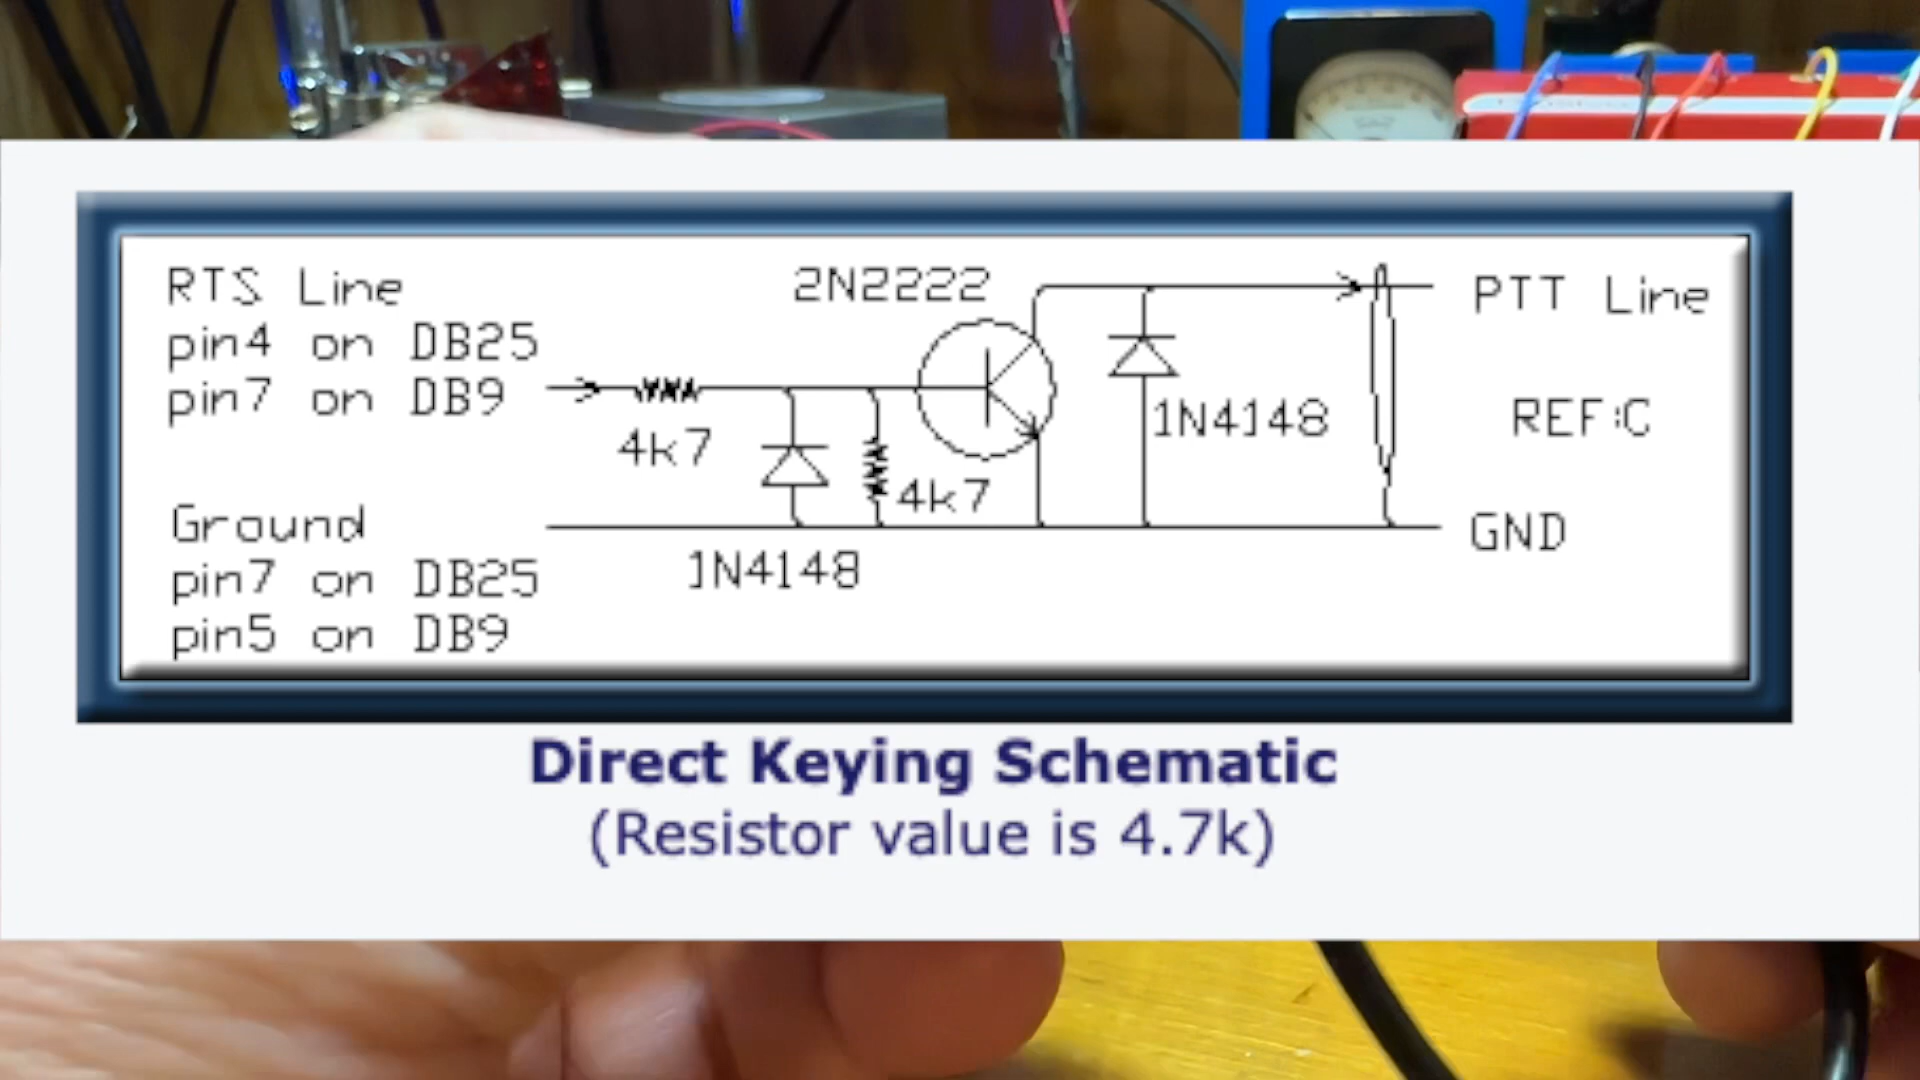 RTS Line
pin4 on DB25
pin7 on DB9
4k7
2N2222
4k7
1N4148
1N4148
PTT Line
REF:C
GND
Ground
pin7 on DB25
pin5 on DB9
Direct Keying Schematic
(Resistor value is 4.7k)